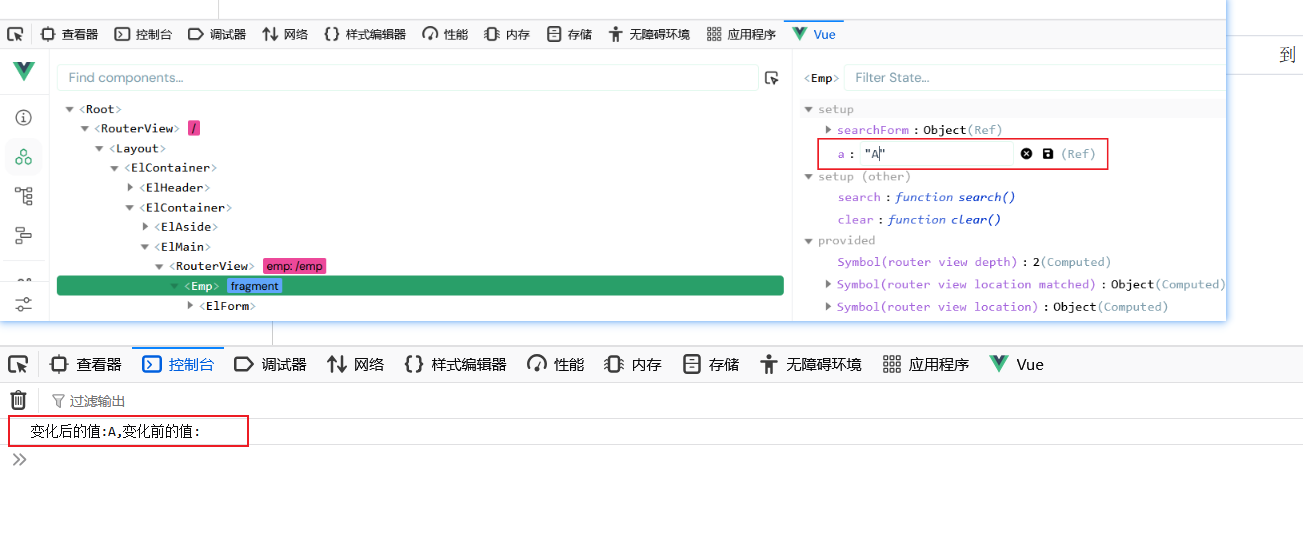 查看器 控制台 调试器 网络 样式编辑器 性能 内存 存储 无障碍环境 应用程序 Vue
到
Find components...
<Emp> Filter State...
<Root>
<RouterView> /
<Layout>
<ElContainer>
<ElHeader>
<ElContainer>
<ElAside>
<ElMain>
<RouterView> emp: /emp
<Emp> fragment
<ElForm>
setup
searchForm : Object(Ref)
a : "A" (Ref)
setup (other)
search : function search()
clear : function clear()
provided
Symbol(router view depth) : 2(Computed)
Symbol(router view location matched) : Object(Computed)
Symbol(router view location) : Object(Computed)
查看器 控制台 调试器 网络 样式编辑器 性能 内存 存储 无障碍环境 应用程序 Vue
过滤输出
变化后的值:A,变化前的值: